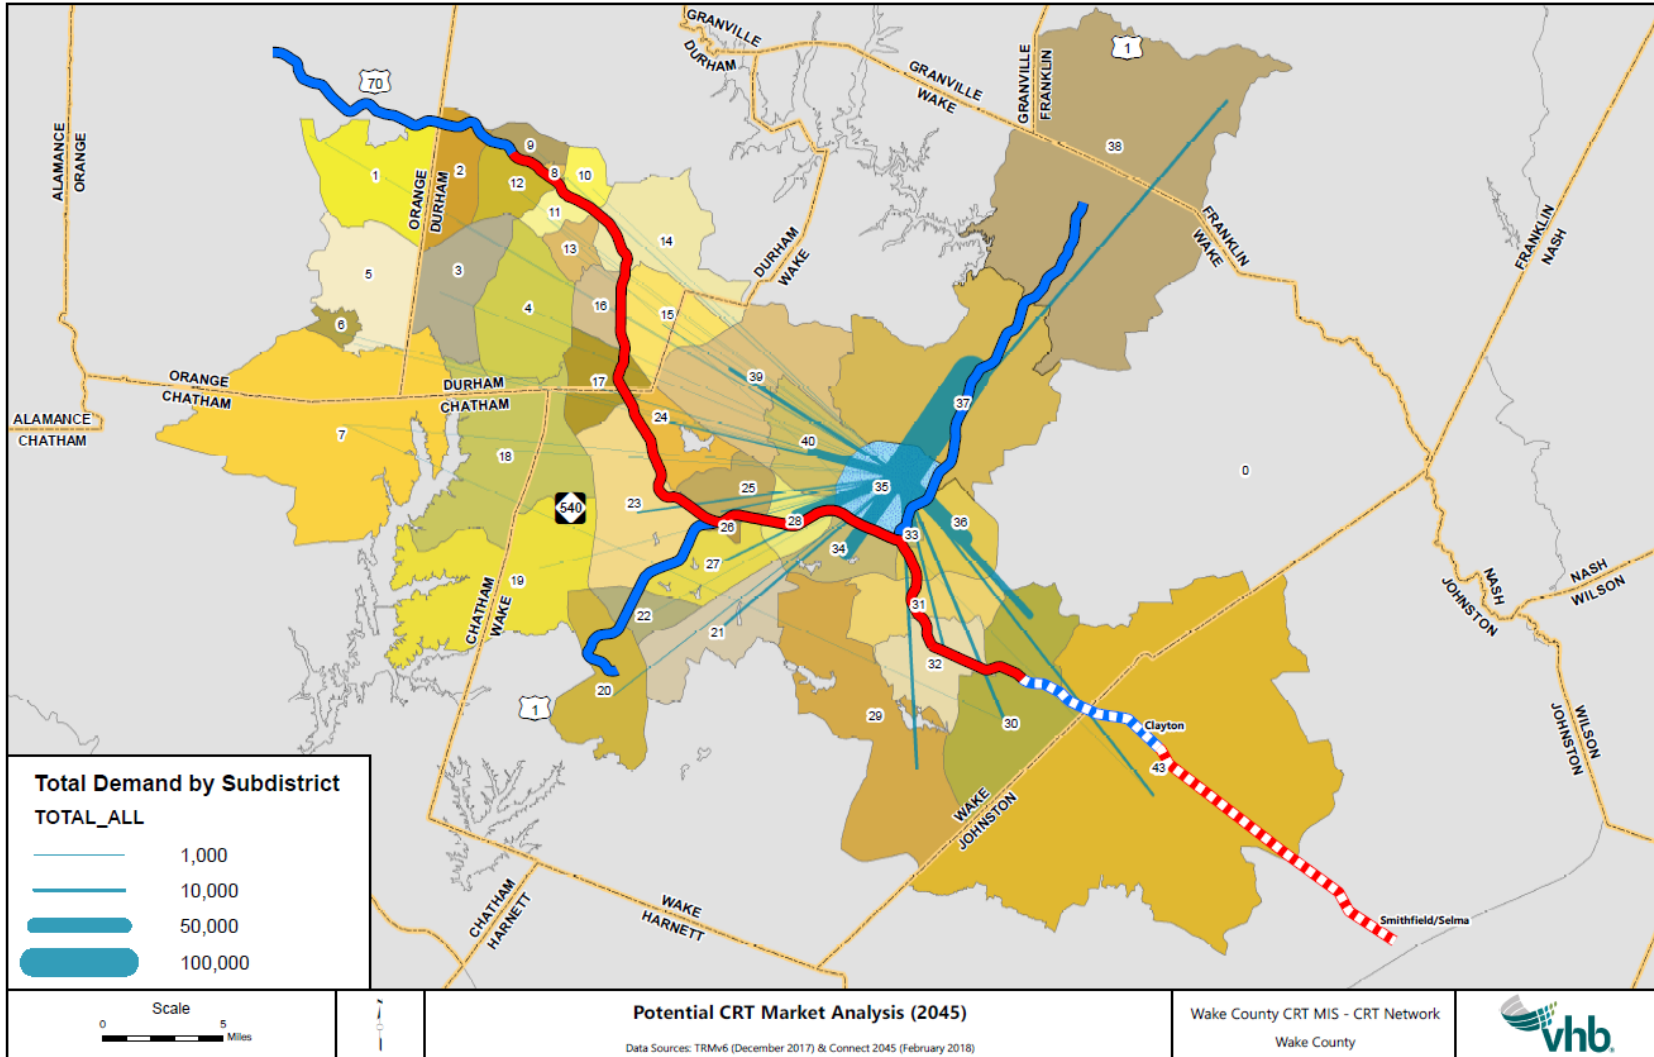 GRANVILLE
DURHAM
1
GRANVILLE
FRANKLIN
GRANVILLE
WAKE
70
ALAMANCE
ORANGE
9
38
1
2
12
8
10
ORANGE
DURHAM
11
FRANKLIN
WAKE
FRANKLIN
NASH
13
14
DURHAM
WAKE
5
3
4
16
15
6
ORANGE
CHATHAM
DURHAM
CHATHAM
17
39
37
ALAMANCE
CHATHAM
7
24
40
18
0
25
35
540
23
26
28
36
33
34
27
19
CHATHAM
WAKE
NASH
JOHNSTON
NASH
WILSON
22
21
31
32
20
1
29
30
Clayton
43
WILSON
JOHNSTON
WAKE
JOHNSTON
CHATHAM
HARNETT
WAKE
HARNETT
Smithfield/Selma
Total Demand by Subdistrict
TOTAL_ALL
1,000
10,000
50,000
100,000
Scale
0 5
Miles
Potential CRT Market Analysis (2045)
Data Sources: TRMv6 (December 2017) & Connect 2045 (February 2018)
Wake County CRT MIS - CRT Network
Wake County
vhb